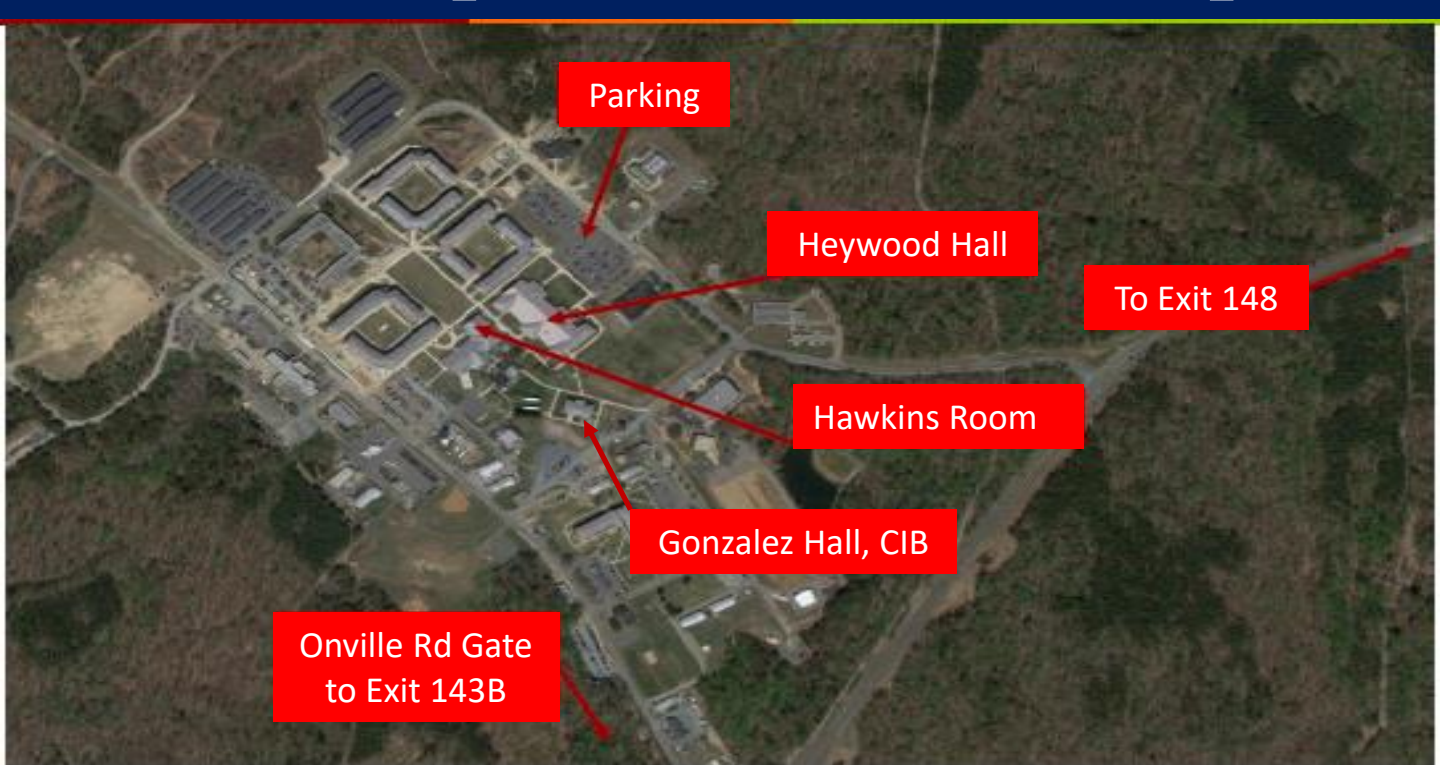 Parking
Heywood Hall
To Exit 148
Hawkins Room
Gonzalez Hall, CIB
Onville Rd Gate
to Exit 143B